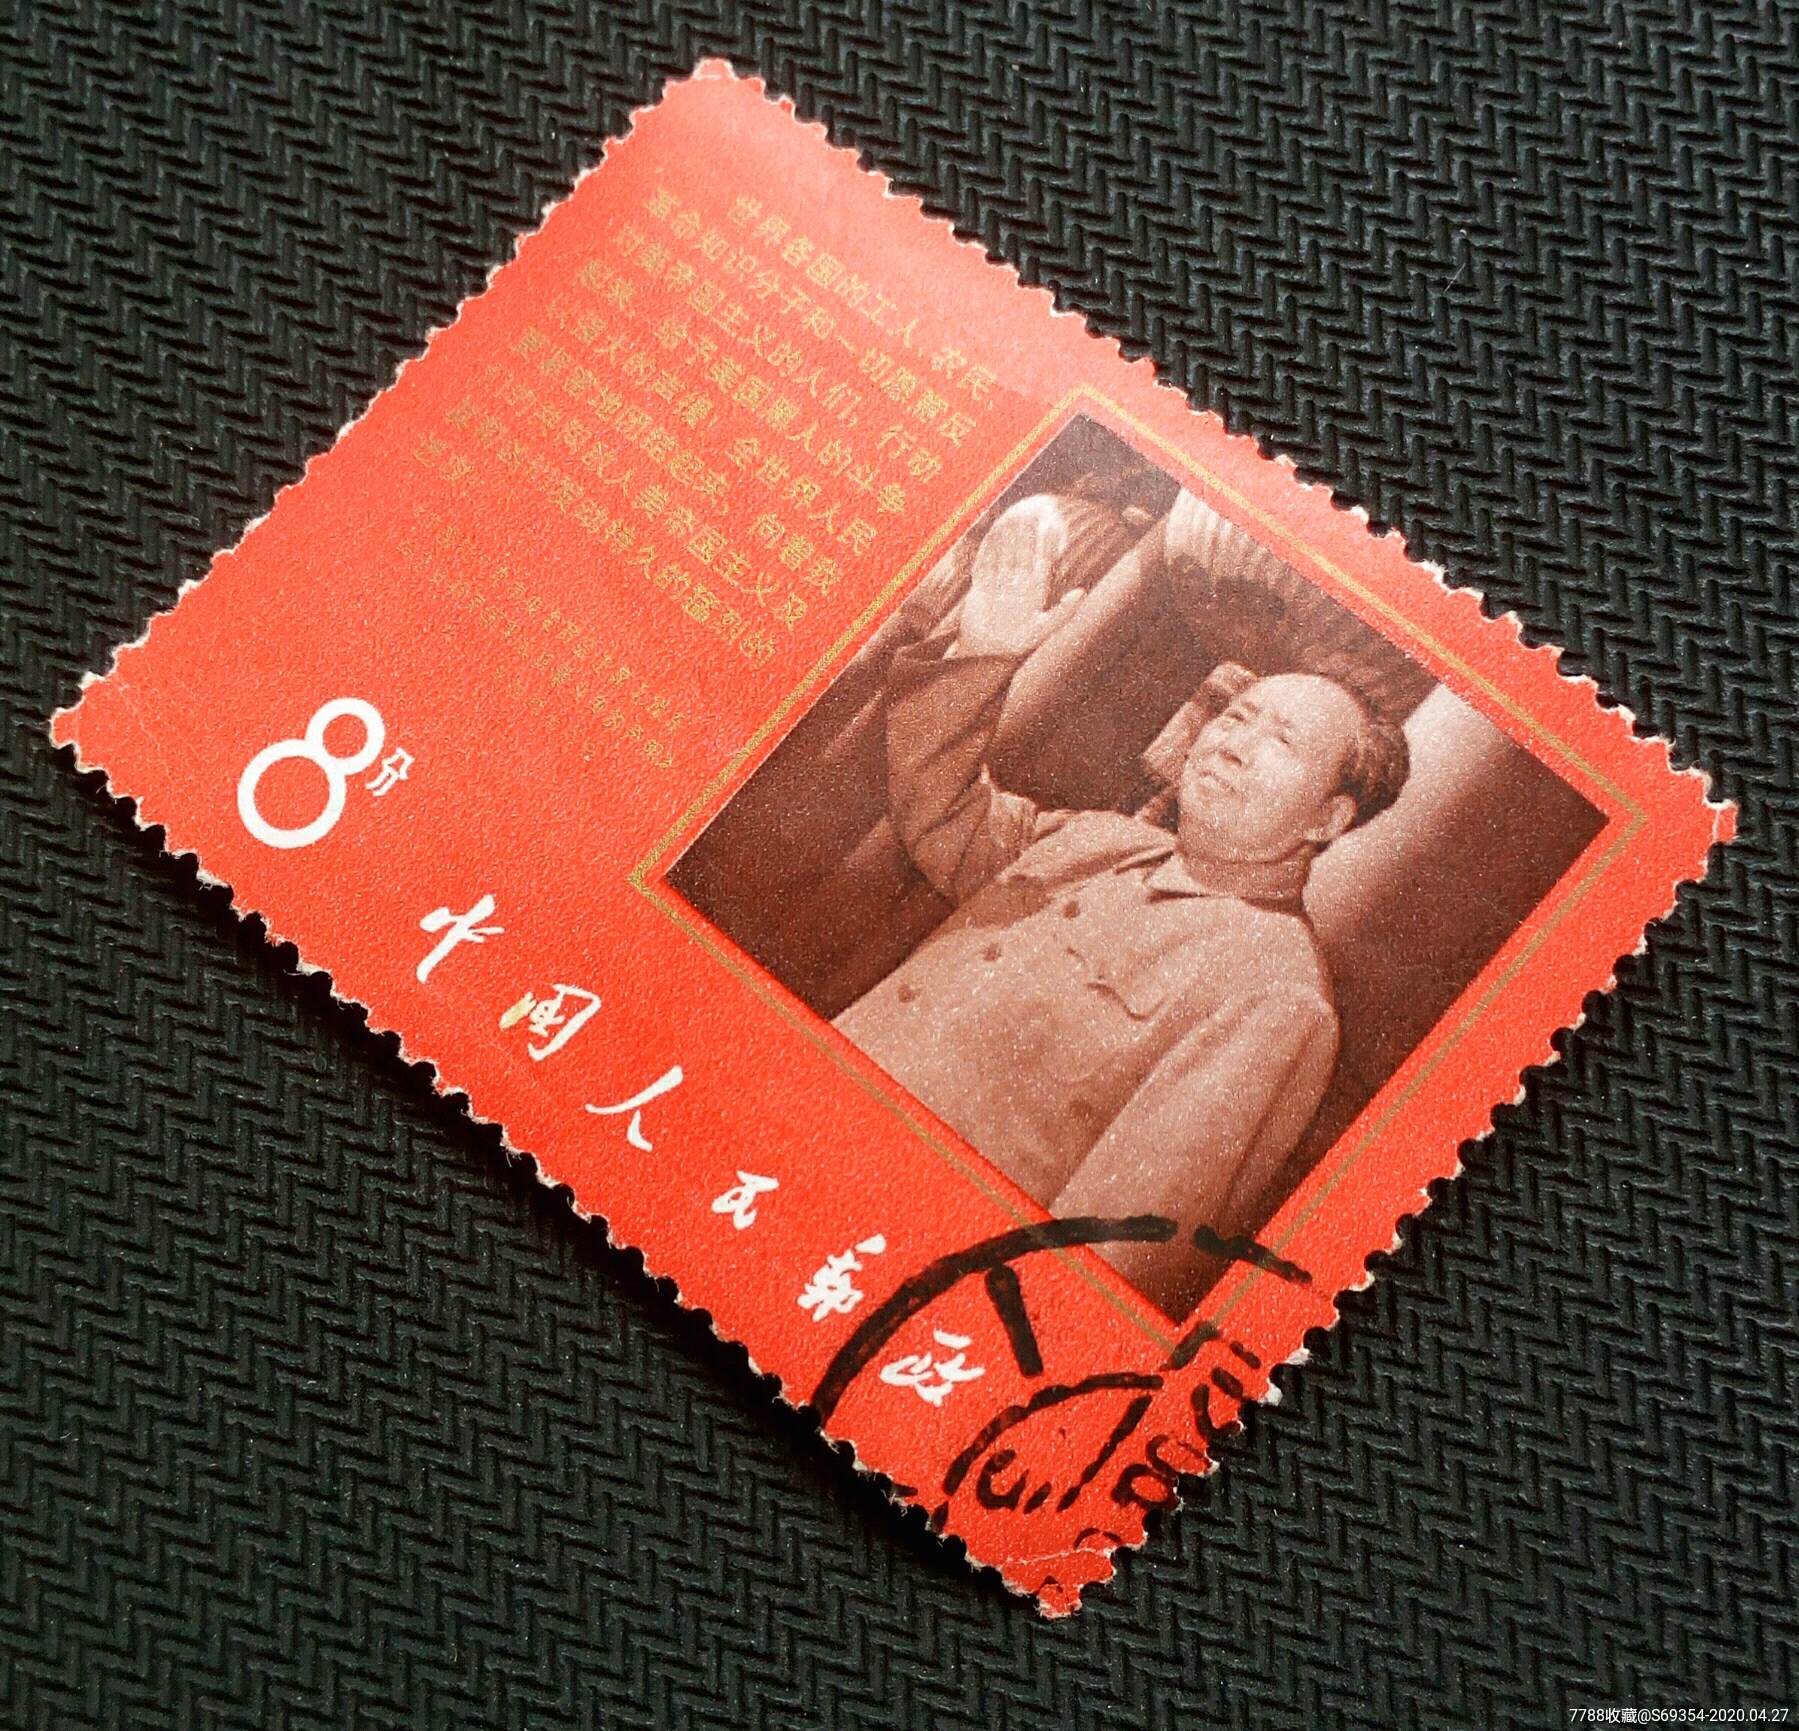 世界各国的工人、农民、
革命知识分子和一切愿意反
对美帝国主义的人们，行动
起来，给予美国黑人的斗争
以强大的声援！全世界人民
更紧密地团结起来，向着我
们的共同敌人美帝国主义及
其帮凶们发动持久的猛烈的
进攻！
8分
中国人民邮政
7788收藏@S69354-2020.04.27